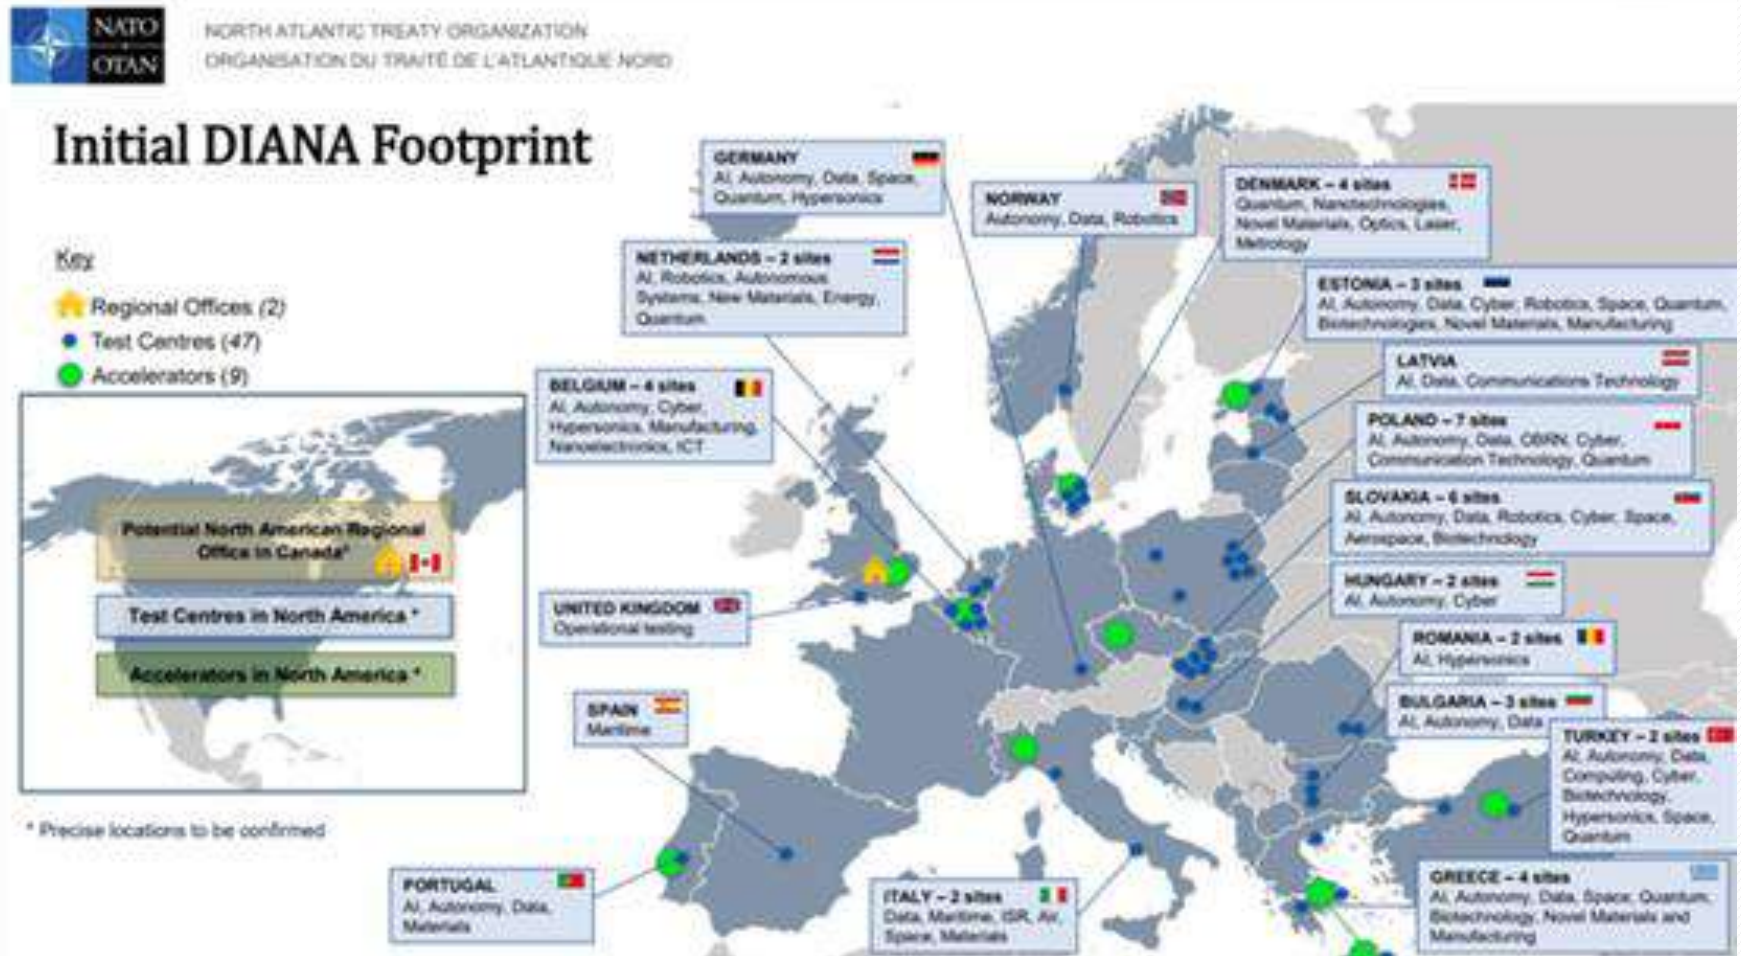 NATO
OTAN
NORTH ATLANTIC TREATY ORGANIZATION
ORGANISATION DU TRAITÉ DE L'ATLANTIQUE NORD
Initial DIANA Footprint
Key
Regional Offices (2)
Test Centres (47)
Accelerators (9)
Potential North American Regional
Office in Canada*
Test Centres in North America *
Accelerators in North America *
* Precise locations to be confirmed
GERMANY
AI, Autonomy, Data, Space,
Quantum, Hypersonics
NORWAY
Autonomy, Data, Robotics
DENMARK – 4 sites
Quantum, Nanotechnologies,
Novel Materials, Optics, Laser,
Metrology
NETHERLANDS – 2 sites
AI, Robotics, Autonomous
Systems, New Materials, Energy,
Quantum
ESTONIA – 3 sites
AI, Autonomy, Data, Cyber, Robotics, Space, Quantum,
Biotechnologies, Novel Materials, Manufacturing
LATVIA
AI, Data, Communications Technology
BELGIUM – 4 sites
AI, Autonomy, Cyber,
Hypersonics, Manufacturing,
Nanoelectronics, ICT
POLAND – 7 sites
AI, Autonomy, Data, CBRN, Cyber,
Communication Technology, Quantum
SLOVAKIA – 6 sites
AI, Autonomy, Data, Robotics, Cyber, Space,
Aerospace, Biotechnology
HUNGARY – 2 sites
AI, Autonomy, Cyber
UNITED KINGDOM
Operational testing
ROMANIA – 2 sites
AI, Hypersonics
BULGARIA – 3 sites
AI, Autonomy, Data
SPAIN
Maritime
TURKEY – 2 sites
AI, Autonomy, Data,
Computing, Cyber,
Biotechnology,
Hypersonics, Space,
Quantum
PORTUGAL
AI, Autonomy, Data,
Materials
ITALY – 2 sites
Data, Maritime, ISR, Air,
Space, Materials
GREECE – 4 sites
AI, Autonomy, Data, Space, Quantum,
Biotechnology, Novel Materials and
Manufacturing